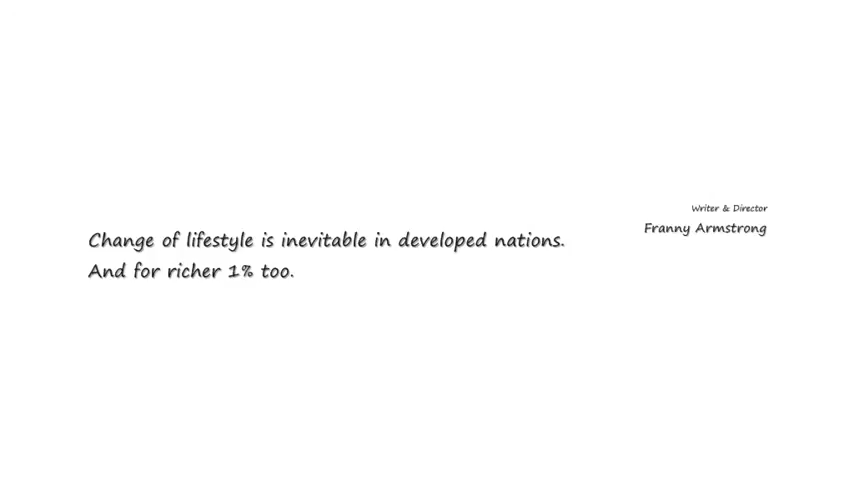 Writer & Director
Franny Armstrong
Change of lifestyle is inevitable in developed nations.
And for richer 1% too.